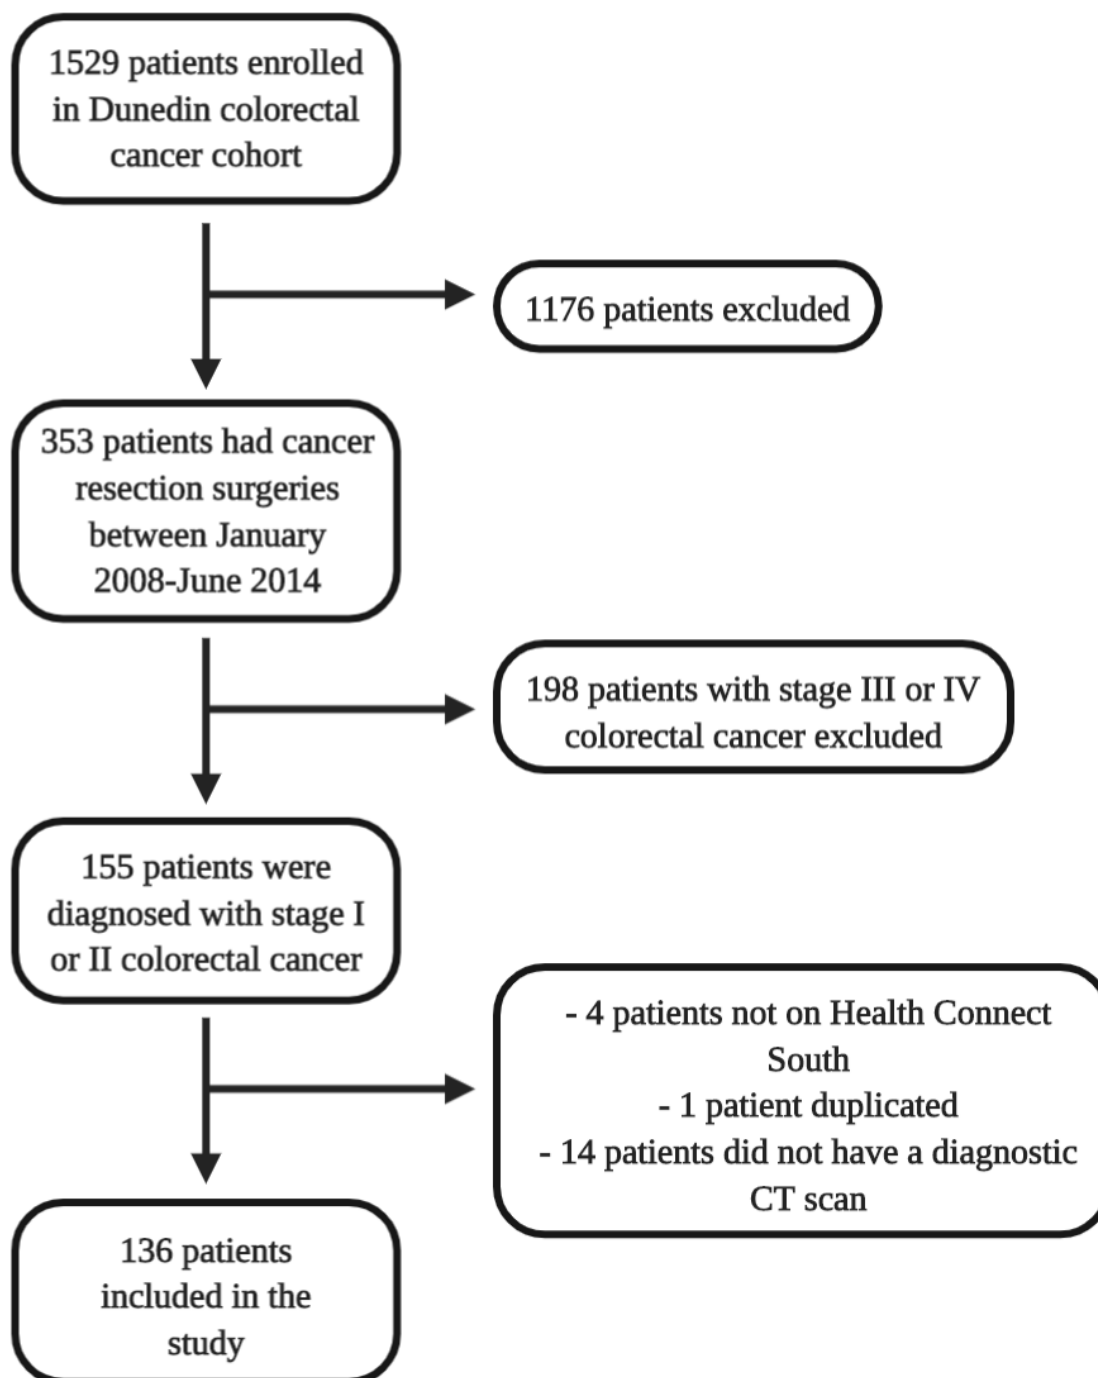 1529 patients enrolled
in Dunedin colorectal
cancer cohort
1176 patients excluded
353 patients had cancer
resection surgeries
between January
2008-June 2014
198 patients with stage III or IV
colorectal cancer excluded
155 patients were
diagnosed with stage I
or II colorectal cancer
- 4 patients not on Health Connect
South
- 1 patient duplicated
- 14 patients did not have a diagnostic
CT scan
136 patients
included in the
study